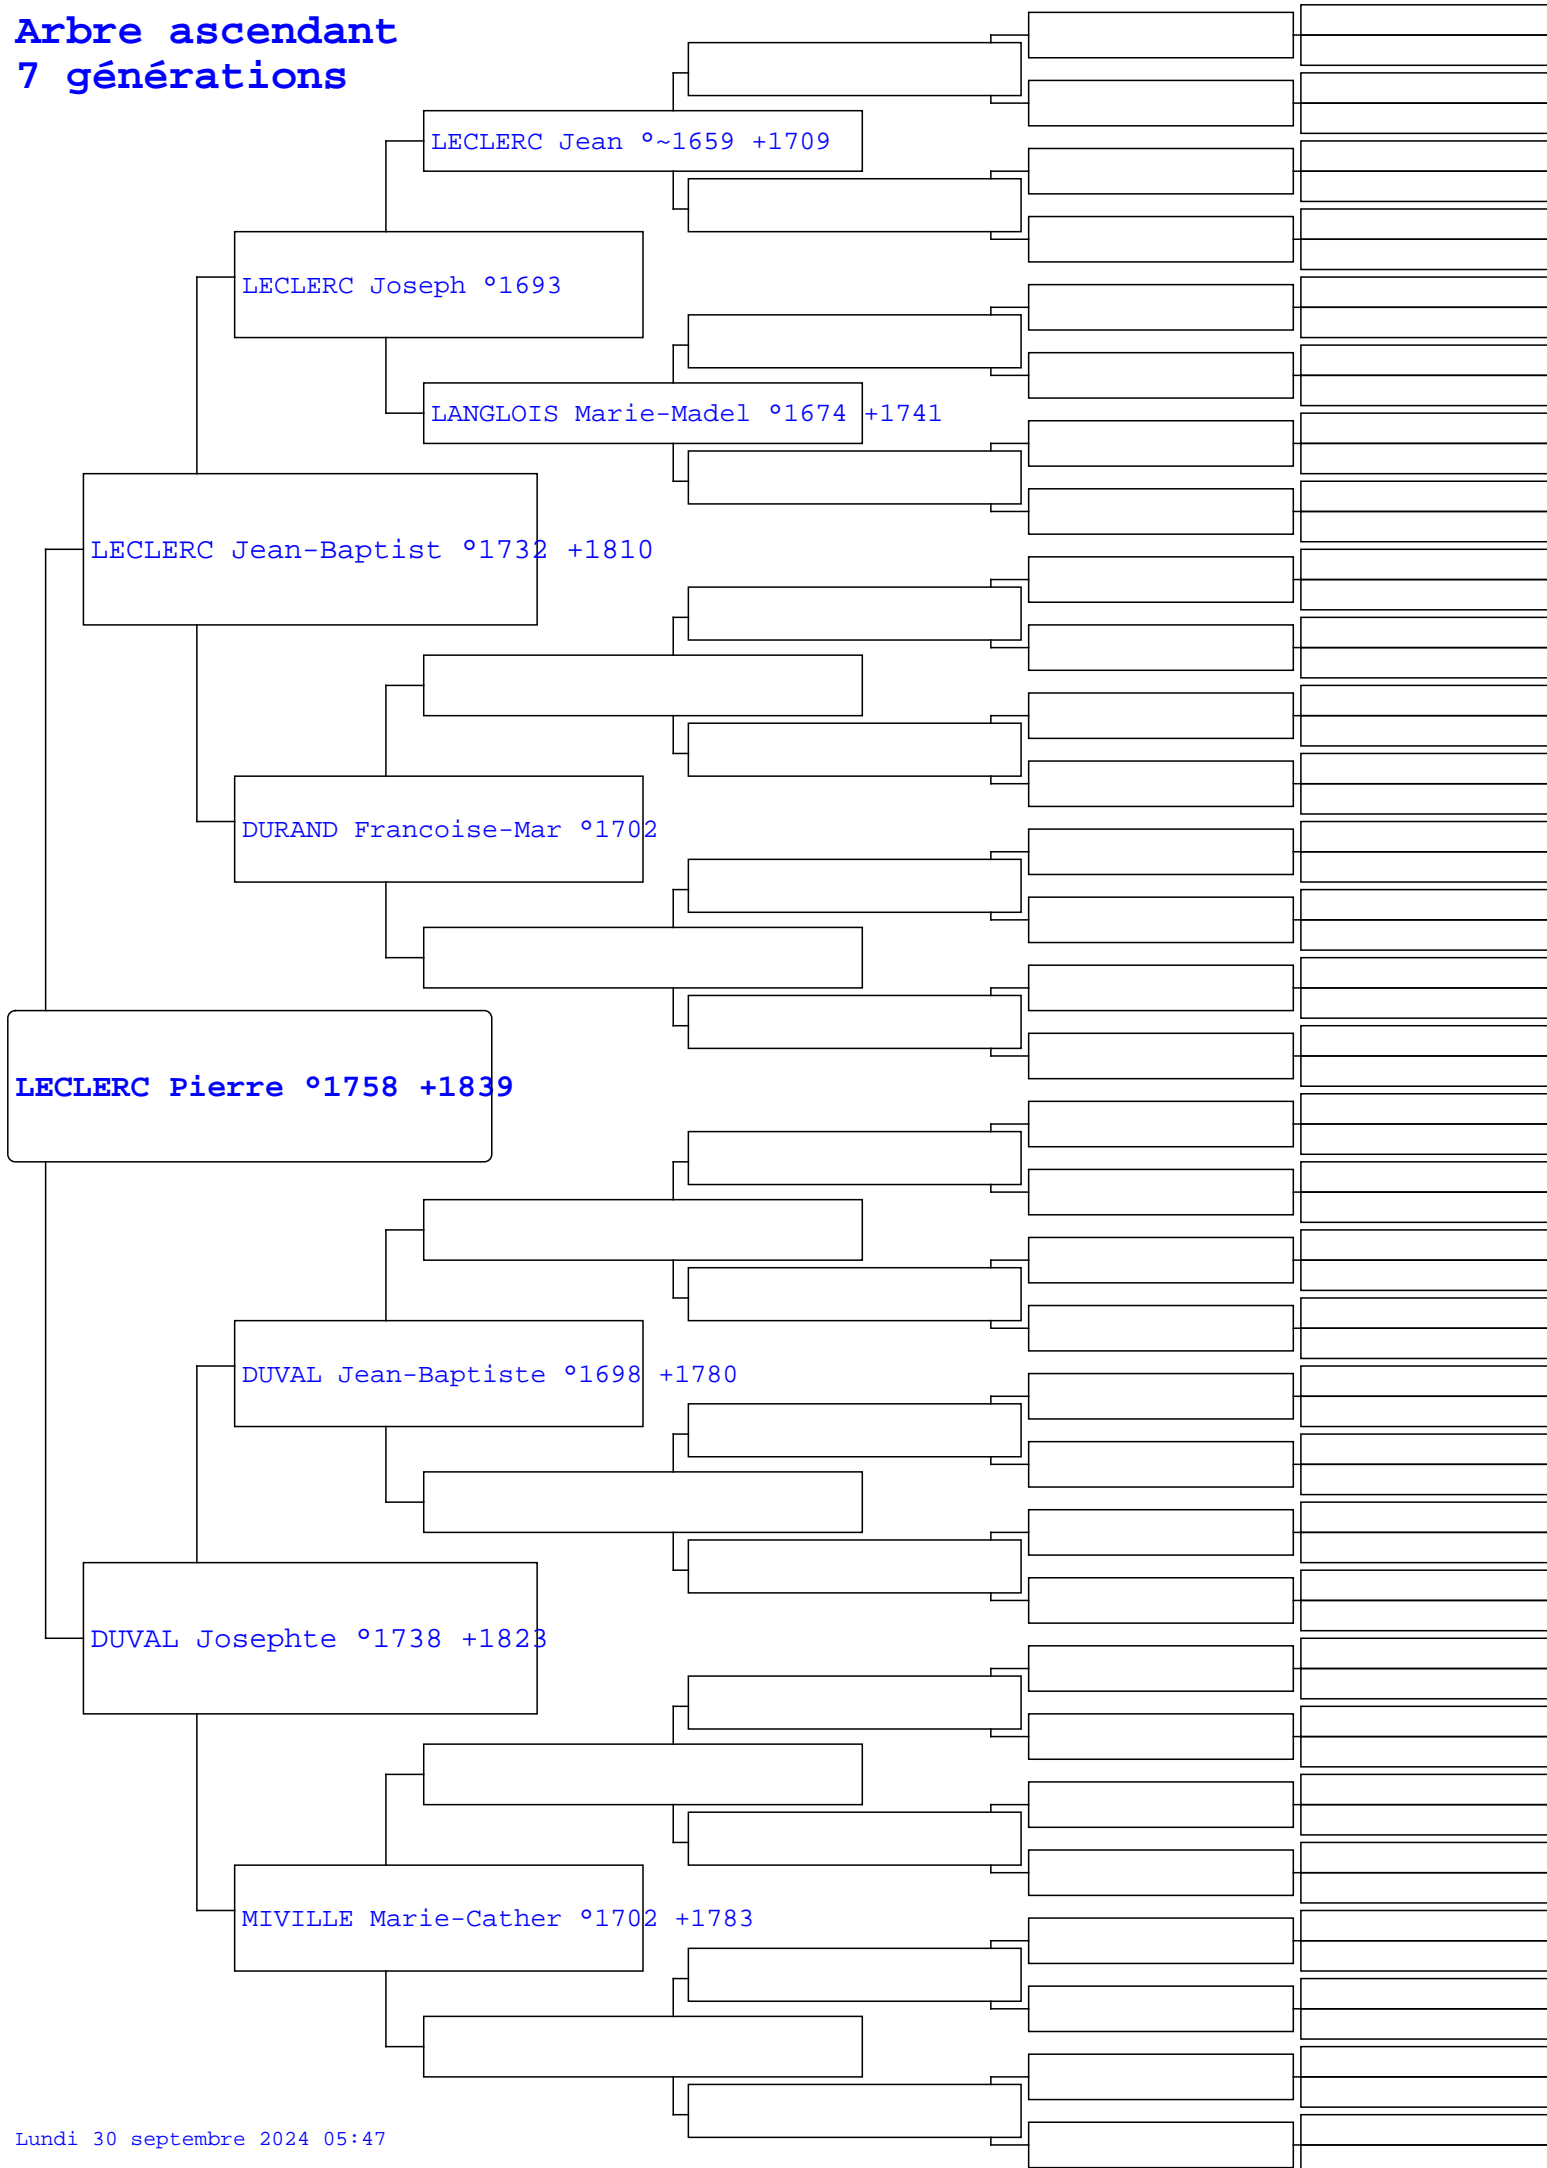 Arbre ascendant
7 générations
LECLERC Jean °~1659 +1709
LECLERC Joseph °1693
LANGLOIS Marie-Madel °1674 +1741
LECLERC Jean-Baptist °1732 +1810
DURAND Francoise-Mar °1702
LECLERC Pierre °1758 +1839
DUVAL Jean-Baptiste °1698 +1780
DUVAL Josephte °1738 +1823
MIVILLE Marie-Cather °1702 +1783
Lundi 30 septembre 2024 05:47